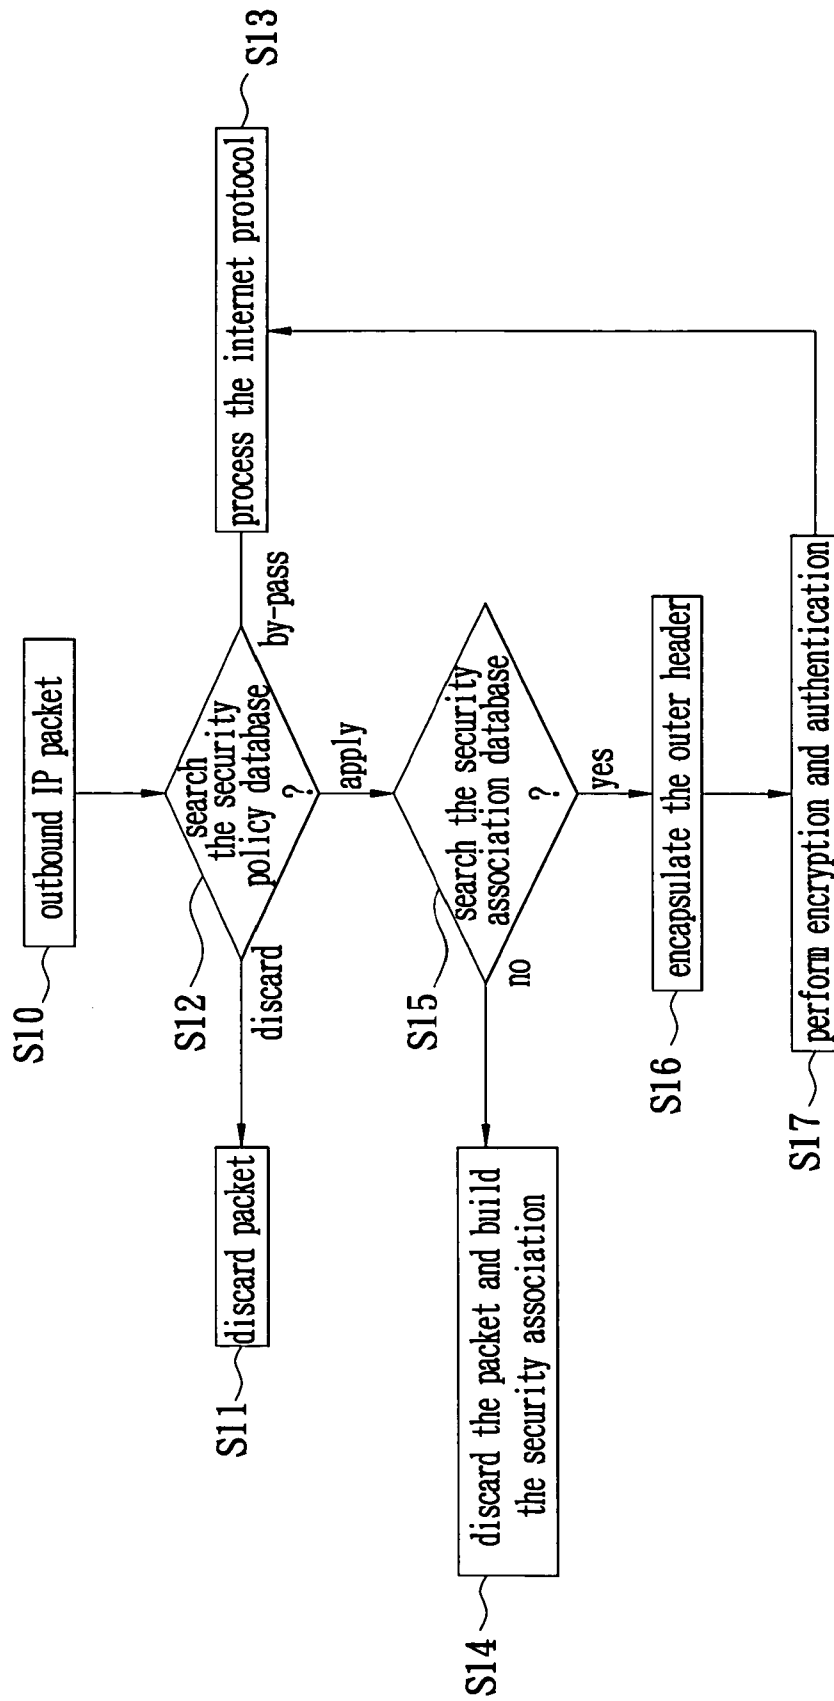 S10
outbound IP packet
S12
search
the security
policy database
?
discard
by-pass
apply
S11
discard packet
process the internet protocol
S13
S15
search the security
association database
?
no
yes
S14
discard the packet and build
the security association
S16
encapsulate the outer header
S17
perform encryption and authentication